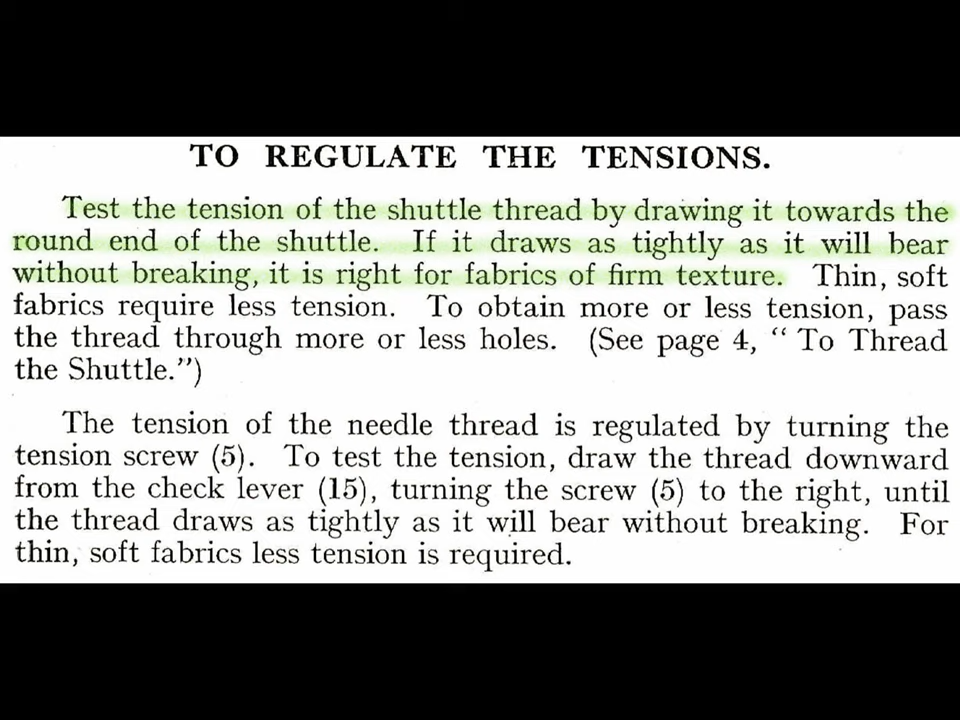 TO REGULATE THE TENSIONS.
Test the tension of the shuttle thread by drawing it towards the
round end of the shuttle. If it draws as tightly as it will bear
without breaking, it is right for fabrics of firm texture. Thin, soft
fabrics require less tension. To obtain more or less tension, pass
the thread through more or less holes. (See page 4, “ To Thread
the Shuttle.”)
The tension of the needle thread is regulated by turning the
tension screw (5). To test the tension, draw the thread downward
from the check lever (15), turning the screw (5) to the right, until
the thread draws as tightly as it will bear without breaking. For
thin, soft fabrics less tension is required.